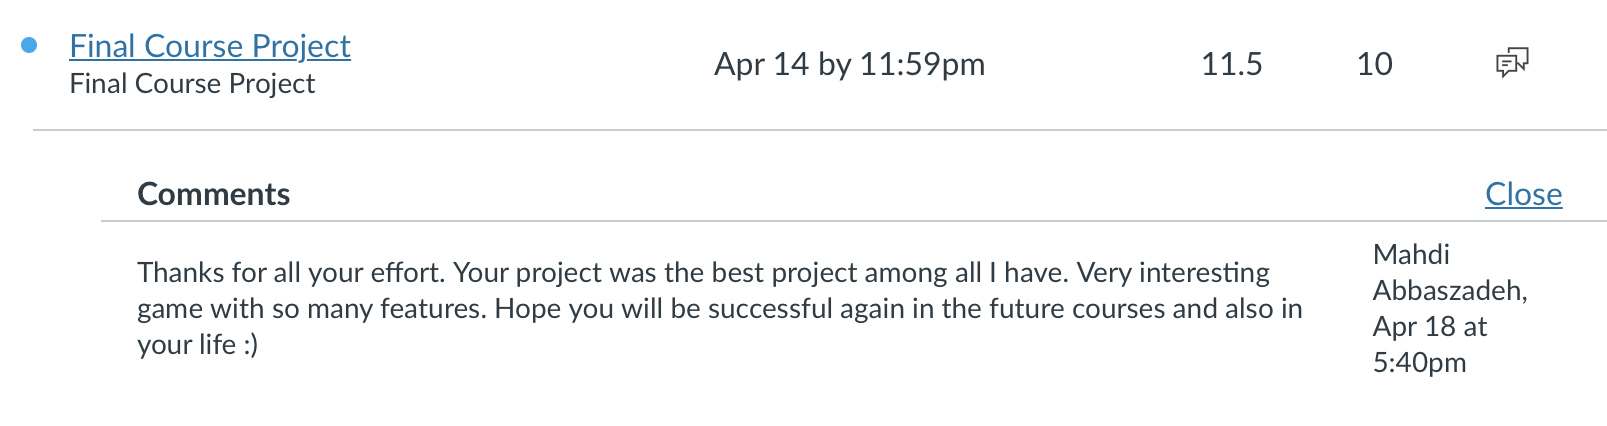 Final Course Project
Final Course Project
Apr 14 by 11:59pm
11.5
10
Comments
Close
Thanks for all your effort. Your project was the best project among all I have. Very interesting
game with so many features. Hope you will be successful again in the future courses and also in
your life :)
Mahdi
Abbaszadeh,
Apr 18 at
5:40pm